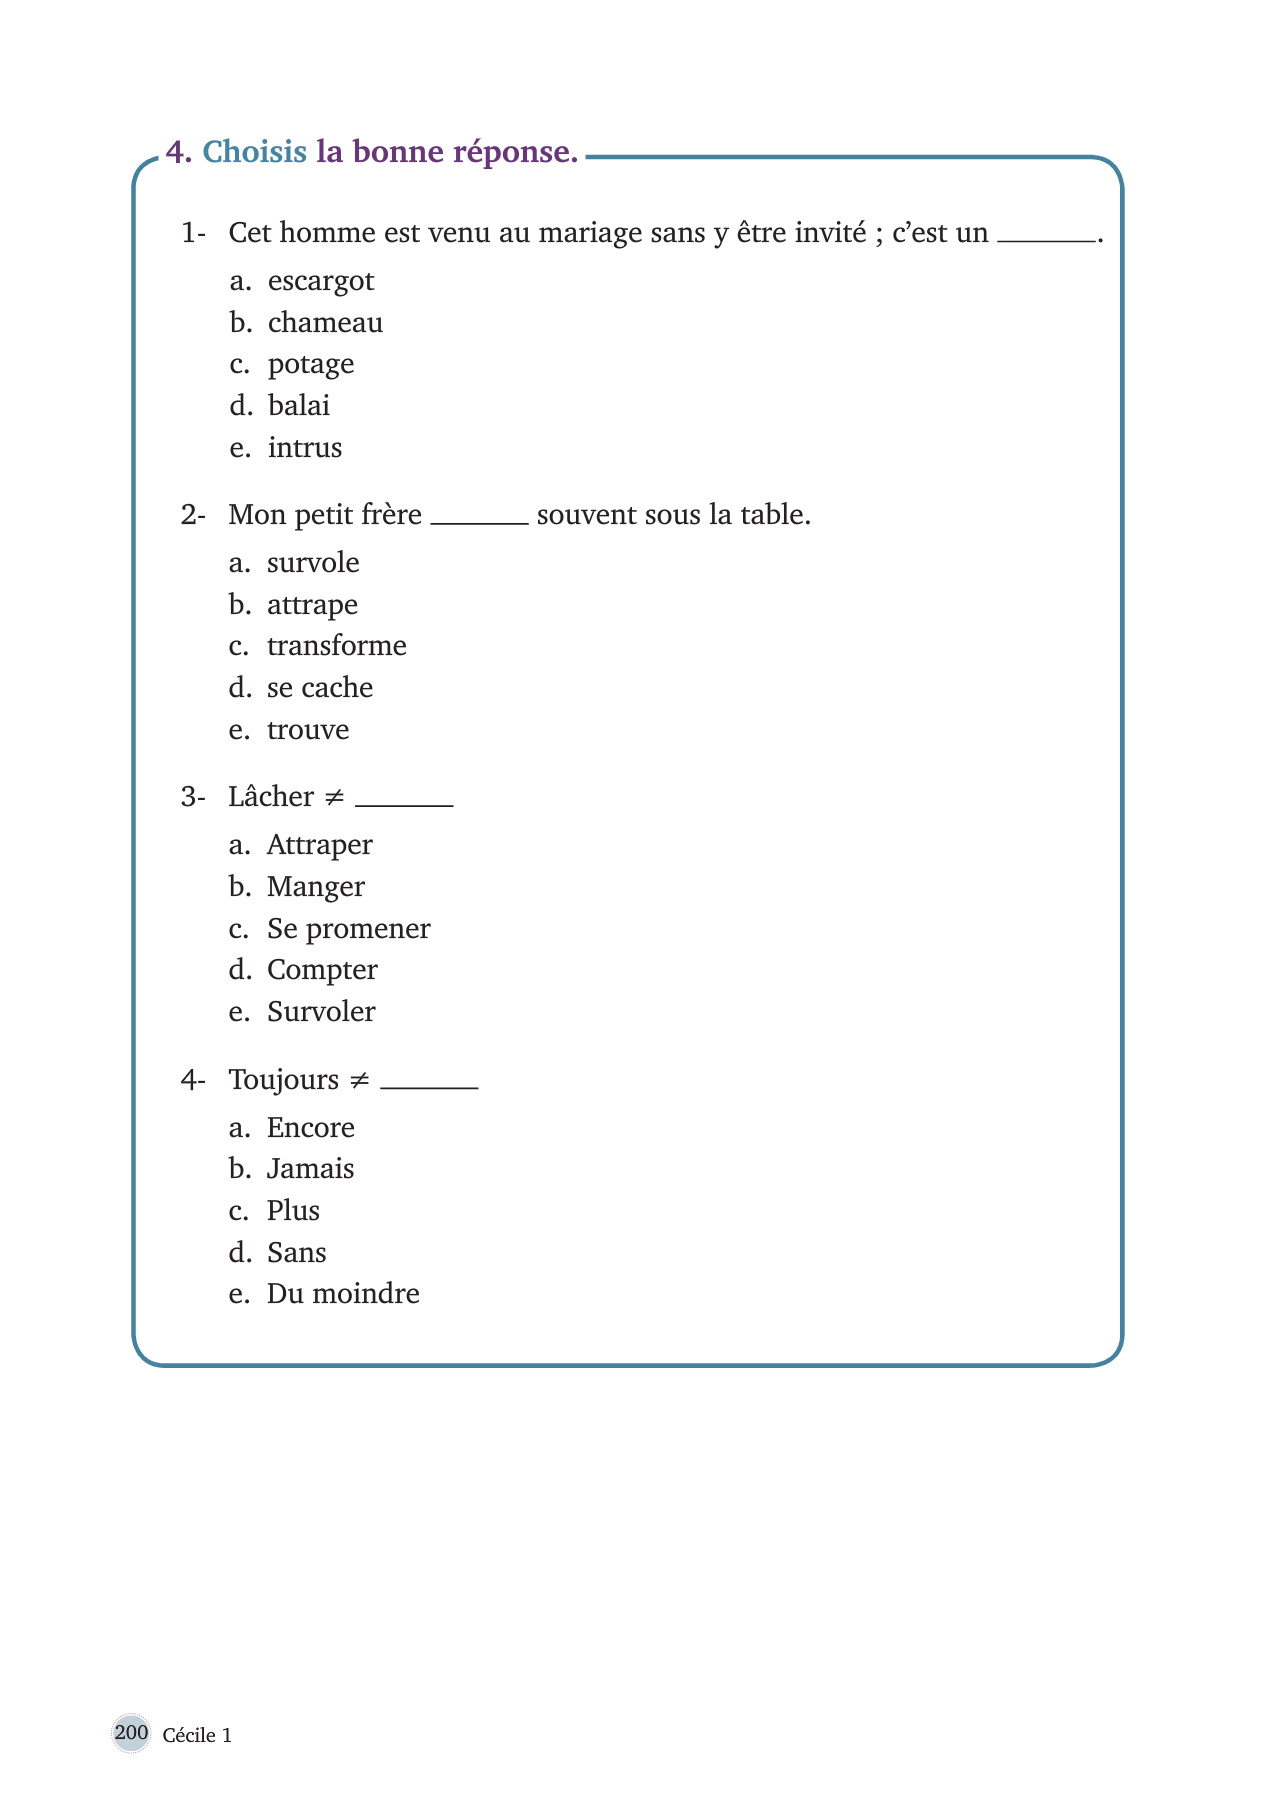 4. Choisis la bonne réponse.
1- Cet homme est venu au mariage sans y être invité ; c’est un _______.
a. escargot
b. chameau
c. potage
d. balai
e. intrus
2- Mon petit frère _______ souvent sous la table.
a. survole
b. attrape
c. transforme
d. se cache
e. trouve
3- Lâcher ≠ _______
a. Attraper
b. Manger
c. Se promener
d. Compter
e. Survoler
4- Toujours ≠ _______
a. Encore
b. Jamais
c. Plus
d. Sans
e. Du moindre
200 Cécile 1